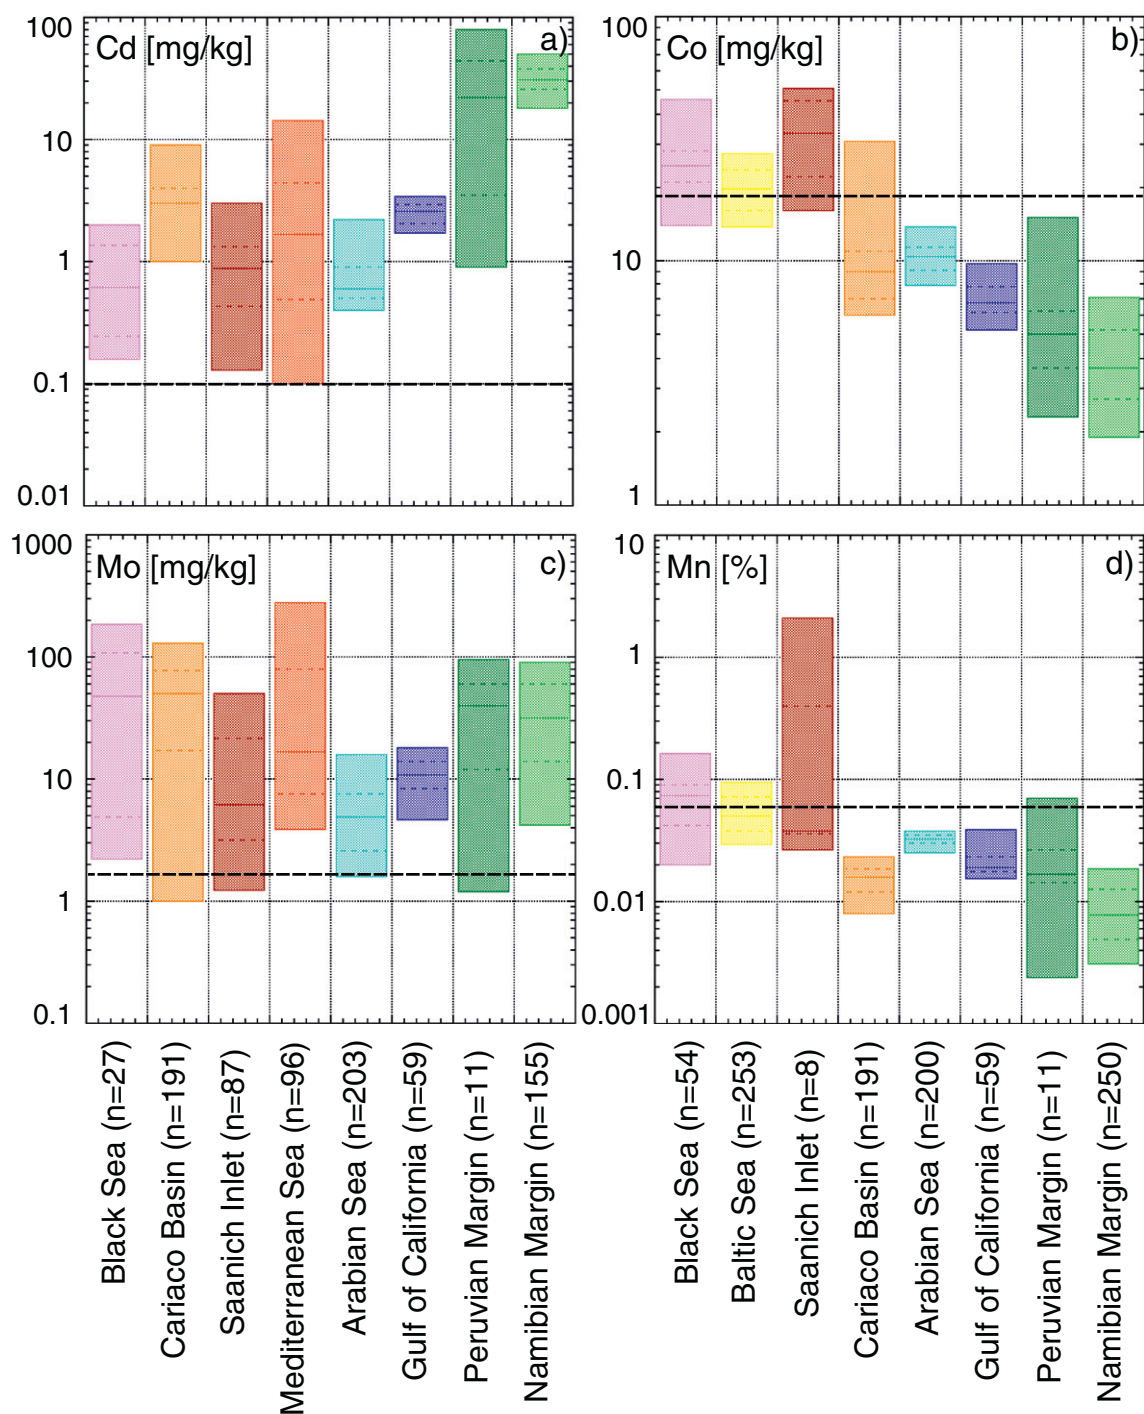 Cd [mg/kg]
a)
100
10
1
0.1
0.01
Co [mg/kg]
b)
100
10
1
Mo [mg/kg]
c)
1000
100
10
1
0.1
Mn [%]
d)
10
1
0.1
0.01
0.001
Black Sea (n=27)
Cariaco Basin (n=191)
Saanich Inlet (n=87)
Mediterranean Sea (n=96)
Arabian Sea (n=203)
Gulf of California (n=59)
Peruvian Margin (n=11)
Namibian Margin (n=155)
Black Sea (n=54)
Baltic Sea (n=253)
Saanich Inlet (n=8)
Cariaco Basin (n=191)
Arabian Sea (n=200)
Gulf of California (n=59)
Peruvian Margin (n=11)
Namibian Margin (n=250)